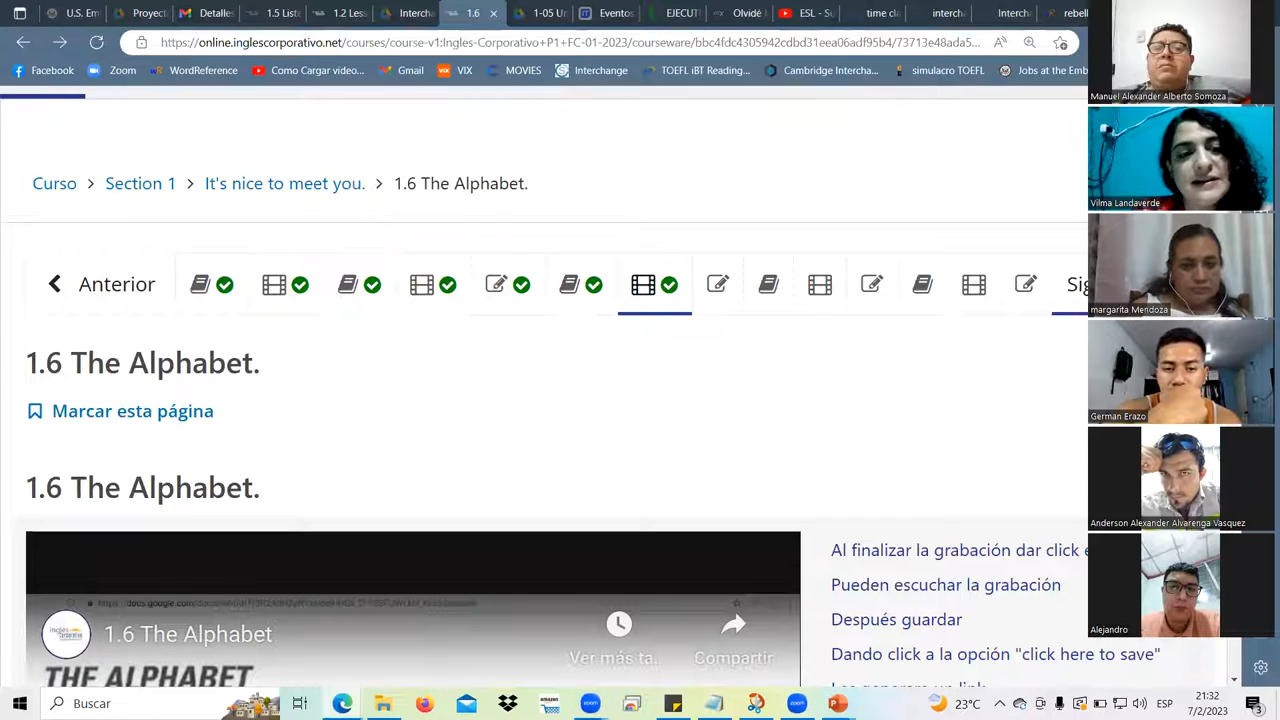 U.S. Em
Detalles
1.5 Liste
1.2 Less
Intercha
1.6
1-05 Un
Eventos
EJECUT
Olvidé
ESL - Su
time cla
interch
Interch
rebell
https://online.inglescorporativo.net/courses/course-v1:Ingles-Corporativo+P1+FC-01-2023/courseware/bbc4fdc4305942cdbd31eea06adf95b4/73713e48ada5...
Facebook
Zoom
WordReference
Como Cargar video...
Gmail
VIX
MOVIES
Interchange
TOEFL iBT Reading...
Cambridge Intercha...
simulacro TOEFL
Jobs at the Emb
Curso > Section 1 > It's nice to meet you. > 1.6 The Alphabet.
Anterior
Sig
1.6 The Alphabet.
Marcar esta página
1.6 The Alphabet.
1.6 The Alphabet
Ver más ta...
Compartir
THE ALPHABET
Al finalizar la grabación dar click e
Pueden escuchar la grabación
Después guardar
Dando click a la opción "click here to save"
Manuel Alexander Alberto Somoza
Vilma Landaverde
margarita Mendoza
German Erazo
Anderson Alexander Alvarenga Vasquez
Alejandro
Buscar
23°C
ESP
21:32
7/2/2023
3